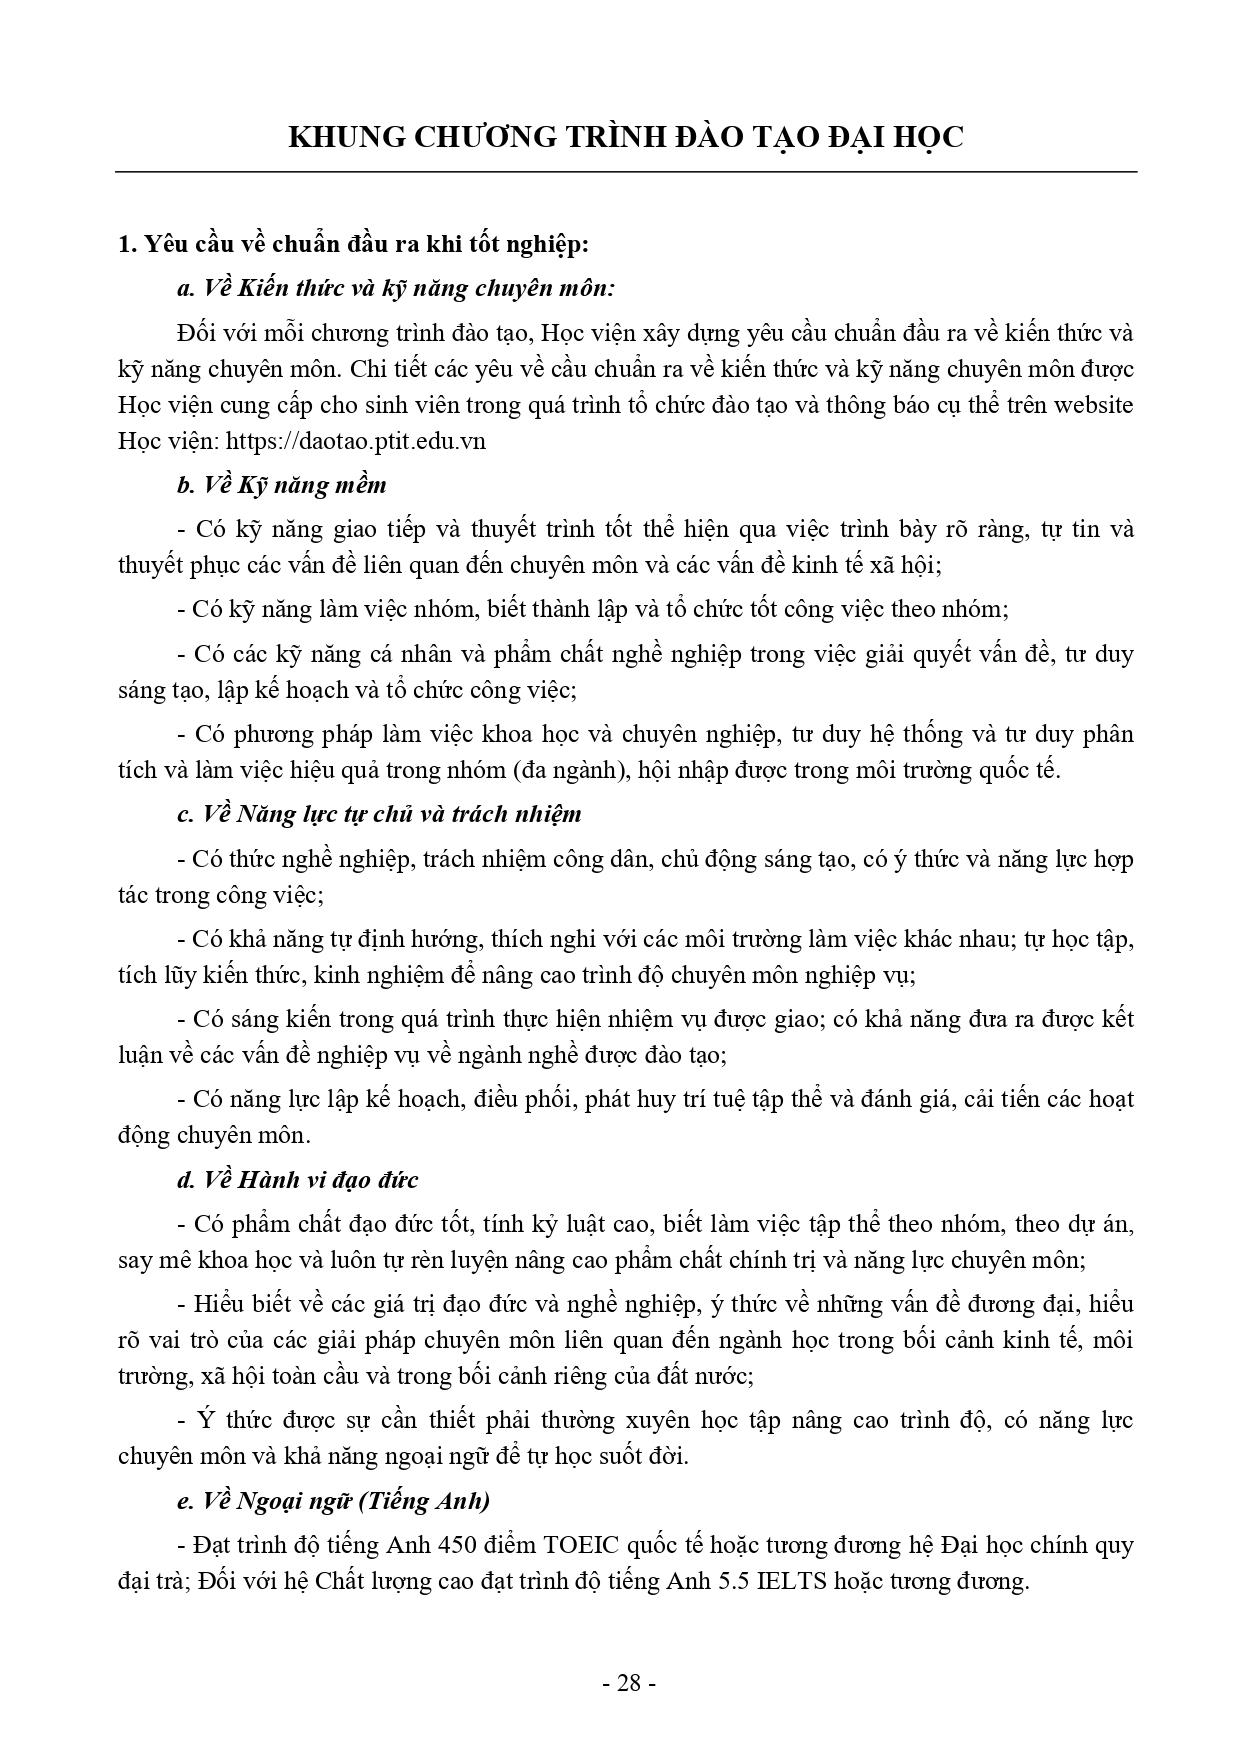 KHUNG CHƯƠNG TRÌNH ĐÀO TẠO ĐẠI HỌC
1. Yêu cầu về chuẩn đầu ra khi tốt nghiệp:
a. Về Kiến thức và kỹ năng chuyên môn:
Đối với mỗi chương trình đào tạo, Học viện xây dựng yêu cầu chuẩn đầu ra về kiến thức và
kỹ năng chuyên môn. Chi tiết các yêu về cầu chuẩn ra về kiến thức và kỹ năng chuyên môn được
Học viện cung cấp cho sinh viên trong quá trình tổ chức đào tạo và thông báo cụ thể trên website
Học viện: https://daotao.ptit.edu.vn
b. Về Kỹ năng mềm
- Có kỹ năng giao tiếp và thuyết trình tốt thể hiện qua việc trình bày rõ ràng, tự tin và
thuyết phục các vấn đề liên quan đến chuyên môn và các vấn đề kinh tế xã hội;
- Có kỹ năng làm việc nhóm, biết thành lập và tổ chức tốt công việc theo nhóm;
- Có các kỹ năng cá nhân và phẩm chất nghề nghiệp trong việc giải quyết vấn đề, tư duy
sáng tạo, lập kế hoạch và tổ chức công việc;
- Có phương pháp làm việc khoa học và chuyên nghiệp, tư duy hệ thống và tư duy phân
tích và làm việc hiệu quả trong nhóm (đa ngành), hội nhập được trong môi trường quốc tế.
c. Về Năng lực tự chủ và trách nhiệm
- Có thức nghề nghiệp, trách nhiệm công dân, chủ động sáng tạo, có ý thức và năng lực hợp
tác trong công việc;
- Có khả năng tự định hướng, thích nghi với các môi trường làm việc khác nhau; tự học tập,
tích lũy kiến thức, kinh nghiệm để nâng cao trình độ chuyên môn nghiệp vụ;
- Có sáng kiến trong quá trình thực hiện nhiệm vụ được giao; có khả năng đưa ra được kết
luận về các vấn đề nghiệp vụ về ngành nghề được đào tạo;
- Có năng lực lập kế hoạch, điều phối, phát huy trí tuệ tập thể và đánh giá, cải tiến các hoạt
động chuyên môn.
d. Về Hành vi đạo đức
- Có phẩm chất đạo đức tốt, tính kỷ luật cao, biết làm việc tập thể theo nhóm, theo dự án,
say mê khoa học và luôn tự rèn luyện nâng cao phẩm chất chính trị và năng lực chuyên môn;
- Hiểu biết về các giá trị đạo đức và nghề nghiệp, ý thức về những vấn đề đương đại, hiểu
rõ vai trò của các giải pháp chuyên môn liên quan đến ngành học trong bối cảnh kinh tế, môi
trường, xã hội toàn cầu và trong bối cảnh riêng của đất nước;
- Ý thức được sự cần thiết phải thường xuyên học tập nâng cao trình độ, có năng lực
chuyên môn và khả năng ngoại ngữ để tự học suốt đời.
e. Về Ngoại ngữ (Tiếng Anh)
- Đạt trình độ tiếng Anh 450 điểm TOEIC quốc tế hoặc tương đương hệ Đại học chính quy
đại trà; Đối với hệ Chất lượng cao đạt trình độ tiếng Anh 5.5 IELTS hoặc tương đương.
- 28 -